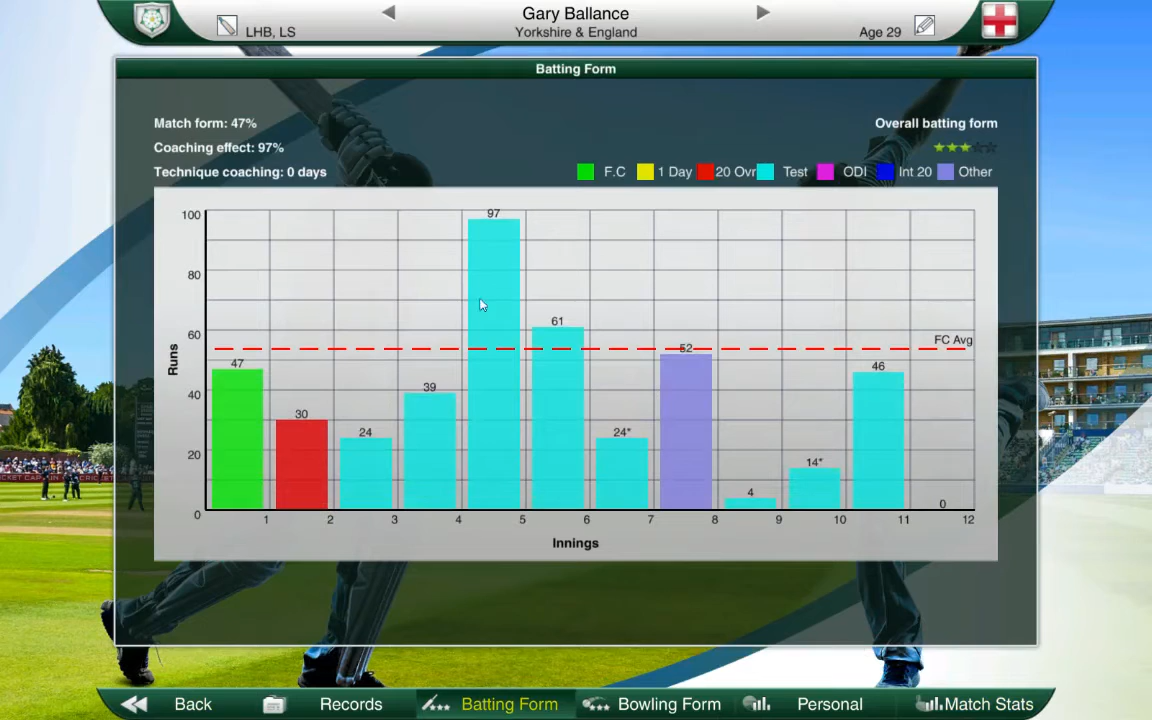 Gary Ballance
LHB, LS
Yorkshire & England
Age 29
Batting Form
Match form: 47%
Overall batting form
Coaching effect: 97%
Technique coaching: 0 days
F.C 1 Day 20 Ovr Test ODI Int 20 Other
100
80
60
40
20
0
Runs
47
30
24
39
97
61
24*
52
4
14*
46
0
FC Avg
1 2 3 4 5 6 7 8 9 10 11 12
Innings
Back Records Batting Form Bowling Form Personal Match Stats